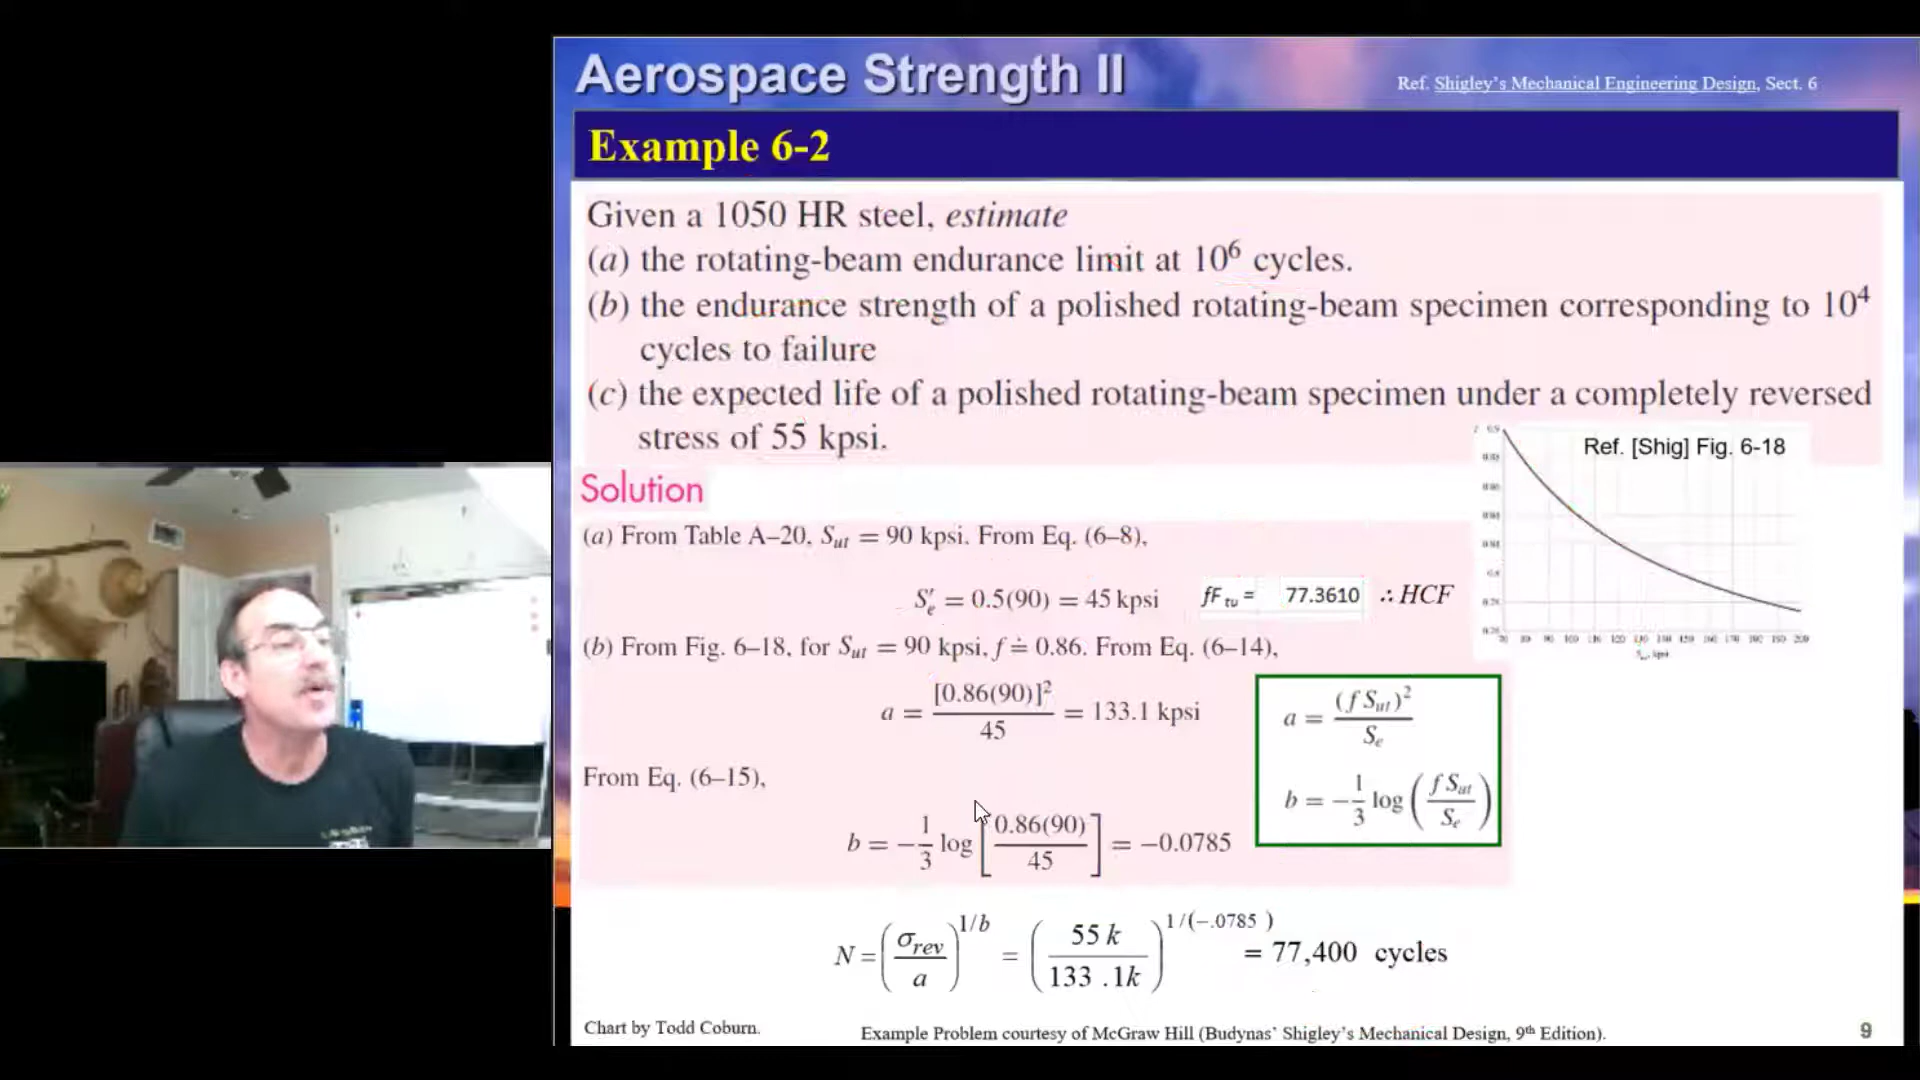 Aerospace Strength II
Ref. Shigley's Mechanical Engineering Design, Sect. 6
Example 6-2
Given a 1050 HR steel, estimate
(a) the rotating-beam endurance limit at 10⁶ cycles.
(b) the endurance strength of a polished rotating-beam specimen corresponding to 10⁴
cycles to failure
(c) the expected life of a polished rotating-beam specimen under a completely reversed
stress of 55 kpsi.
Ref. [Shig] Fig. 6-18
Solution
(a) From Table A–20, S_ut = 90 kpsi. From Eq. (6–8),
S′_e = 0.5(90) = 45 kpsi
fF_tu = 77.3610 ∴ HCF
(b) From Fig. 6–18, for S_ut = 90 kpsi, f ≐ 0.86. From Eq. (6–14),
a = [0.86(90)]² / 45 = 133.1 kpsi
a = (f S_ut)² / S_e
From Eq. (6–15),
b = −1/3 log [0.86(90) / 45] = −0.0785
b = −1/3 log (f S_ut / S_e)
N = (σ_rev / a)^1/b = (55 k / 133 . 1k)^1/(−.0785 ) = 77,400 cycles
Chart by Todd Coburn.
Example Problem courtesy of McGraw Hill (Budynas' Shigley's Mechanical Design, 9th Edition).
9